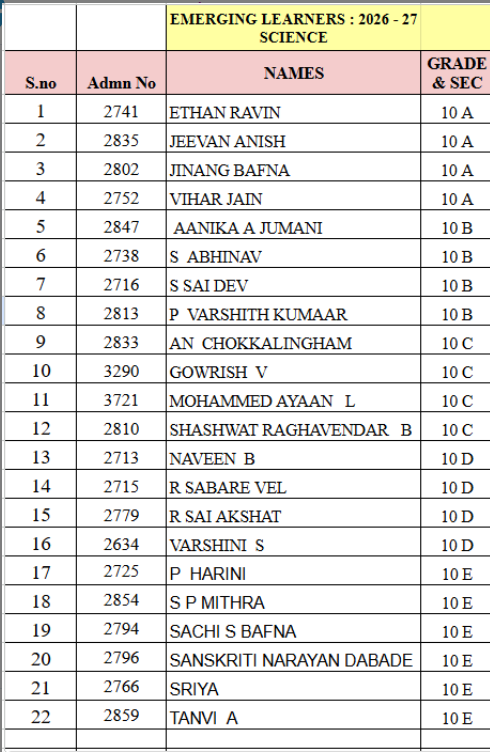 EMERGING LEARNERS : 2026 - 27
SCIENCE
S.no Admn No NAMES GRADE & SEC
1 2741 ETHAN RAVIN 10 A
2 2835 JEEVAN ANISH 10 A
3 2802 JINANG BAFNA 10 A
4 2752 VIHAR JAIN 10 A
5 2847 AANIKA A JUMANI 10 B
6 2738 S ABHINAV 10 B
7 2716 S SAI DEV 10 B
8 2813 P VARSHITH KUMAAR 10 B
9 2833 AN CHOKKALINGHAM 10 C
10 3290 GOWRISH V 10 C
11 3721 MOHAMMED AYAAN L 10 C
12 2810 SHASHWAT RAGHAVENDAR B 10 C
13 2713 NAVEEN B 10 D
14 2715 R SABARE VEL 10 D
15 2779 R SAI AKSHAT 10 D
16 2634 VARSHINI S 10 D
17 2725 P HARINI 10 E
18 2854 S P MITHRA 10 E
19 2794 SACHI S BAFNA 10 E
20 2796 SANSKRITI NARAYAN DABADE 10 E
21 2766 SRIYA 10 E
22 2859 TANVI A 10 E